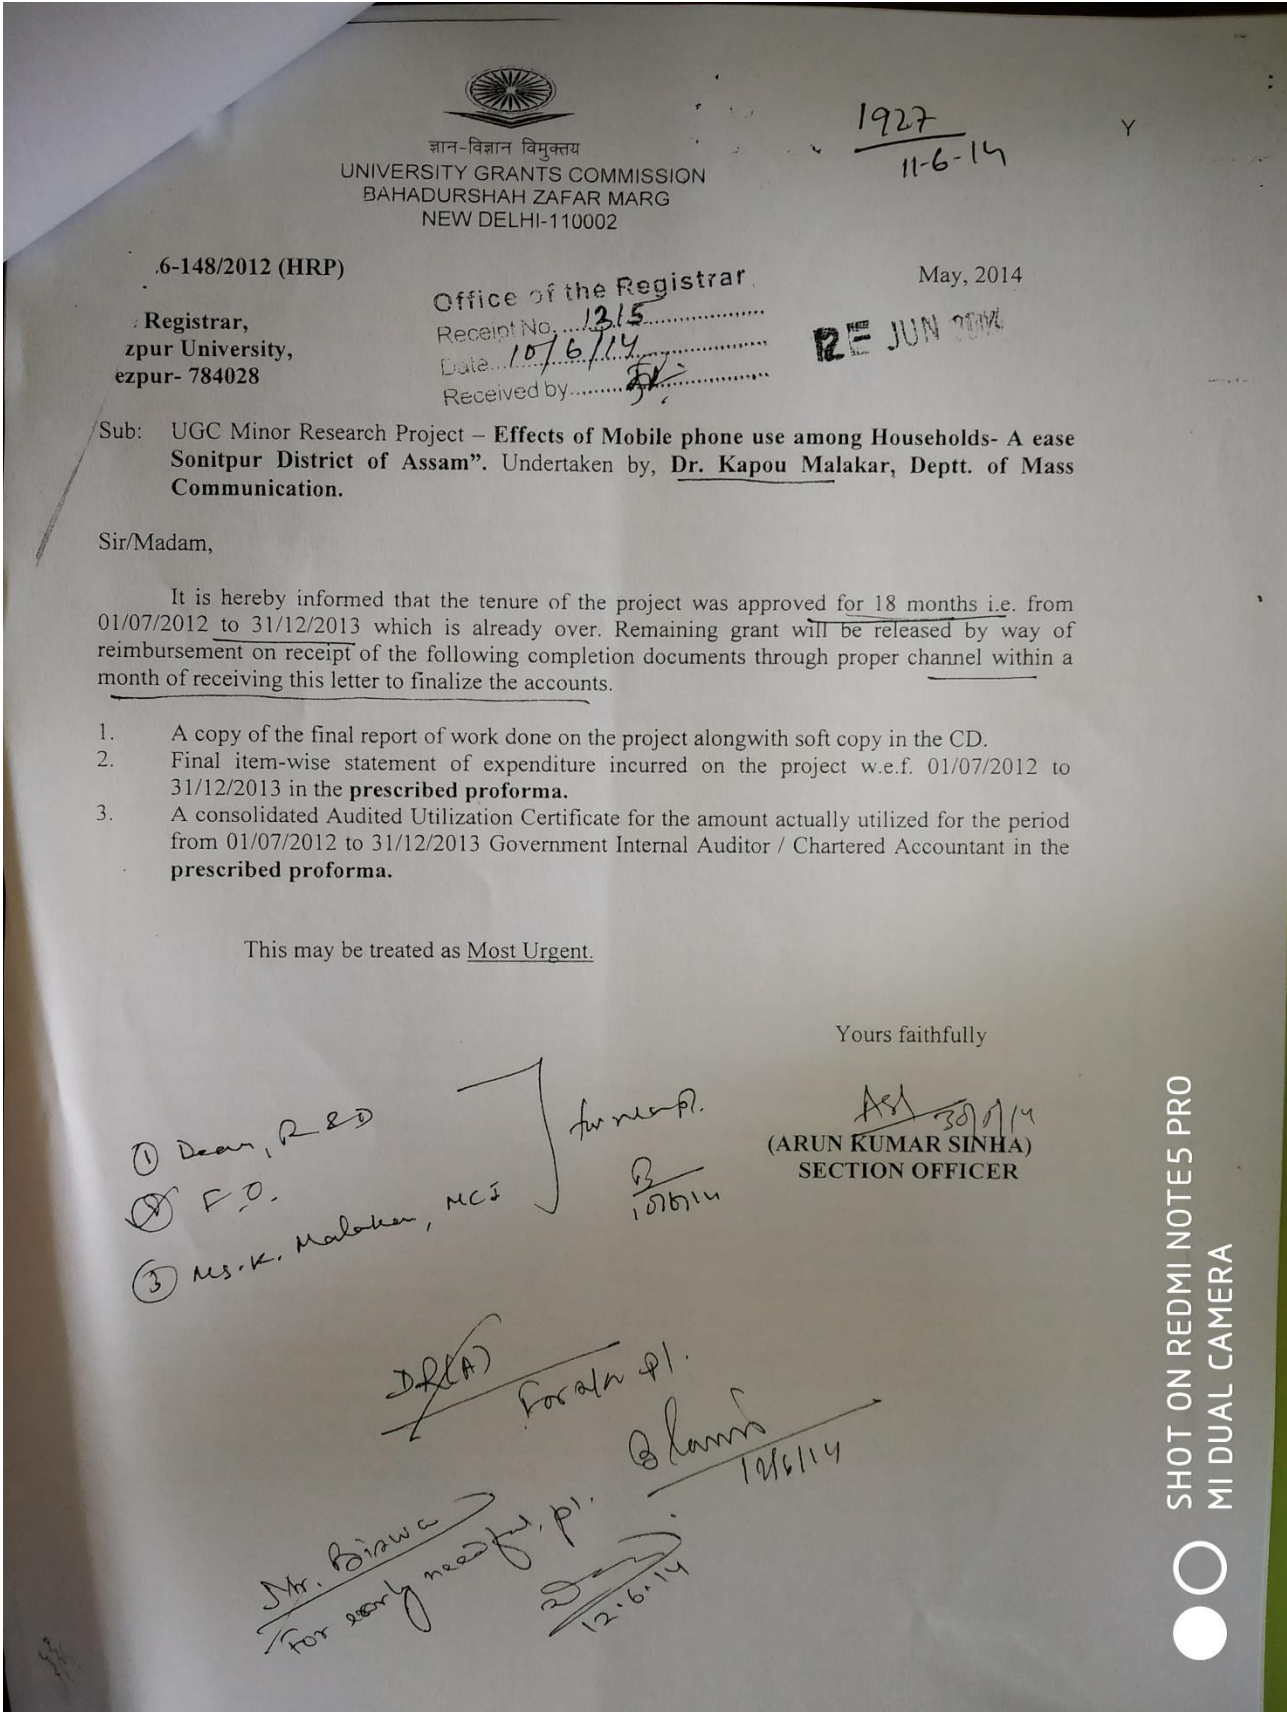 ज्ञान-विज्ञान विमुक्तये
UNIVERSITY GRANTS COMMISSION
BAHADURSHAH ZAFAR MARG
NEW DELHI-110002
1927
11-6-14
Y
.6-148/2012 (HRP)
May, 2014
Office of the Registrar
Receipt No. 1315
Date 10/6/14
Received by
JUN 2014
Registrar,
zpur University,
ezpur- 784028
Sub: UGC Minor Research Project – Effects of Mobile phone use among Households- A ease
Sonitpur District of Assam”. Undertaken by, Dr. Kapou Malakar, Deptt. of Mass
Communication.
Sir/Madam,
It is hereby informed that the tenure of the project was approved for 18 months i.e. from
01/07/2012 to 31/12/2013 which is already over. Remaining grant will be released by way of
reimbursement on receipt of the following completion documents through proper channel within a
month of receiving this letter to finalize the accounts.
1. A copy of the final report of work done on the project alongwith soft copy in the CD.
2. Final item-wise statement of expenditure incurred on the project w.e.f. 01/07/2012 to
31/12/2013 in the prescribed proforma.
3. A consolidated Audited Utilization Certificate for the amount actually utilized for the period
from 01/07/2012 to 31/12/2013 Government Internal Auditor / Chartered Accountant in the
prescribed proforma.
This may be treated as Most Urgent.
Yours faithfully
(ARUN KUMAR SINHA)
SECTION OFFICER
① Dean, R & D
F.O.
③ Ms. K. Malakar, MCJ
10/6/14
DR(A)
For a/n pl.
12/6/14
Mr. Biswa
For early needful, pl.
12.6.14
SHOT ON REDMI NOTE5 PRO
MI DUAL CAMERA